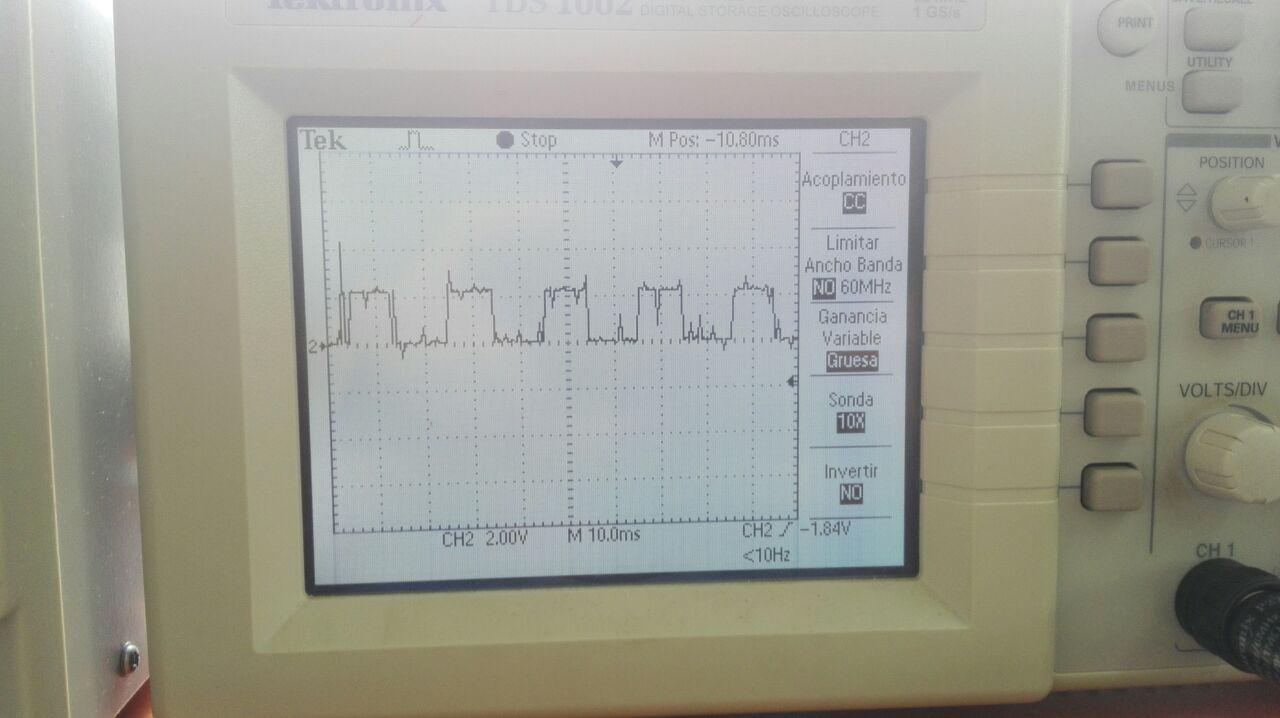 Tektronix TDS 1002 DIGITAL STORAGE OSCILLOSCOPE
1 GS/s
PRINT
UTILITY
MENUS
Tek Stop M Pos: -10.80ms CH2
Acoplamiento
CC
Limitar
Ancho Banda
NO 60MHz
Ganancia
Variable
Gruesa
Sonda
10X
Invertir
NO
2
CH2 2.00V M 10.0ms CH2 -1.84V
<10Hz
POSITION
CURSOR 1
CH 1
MENU
VOLTS/DIV
CH 1